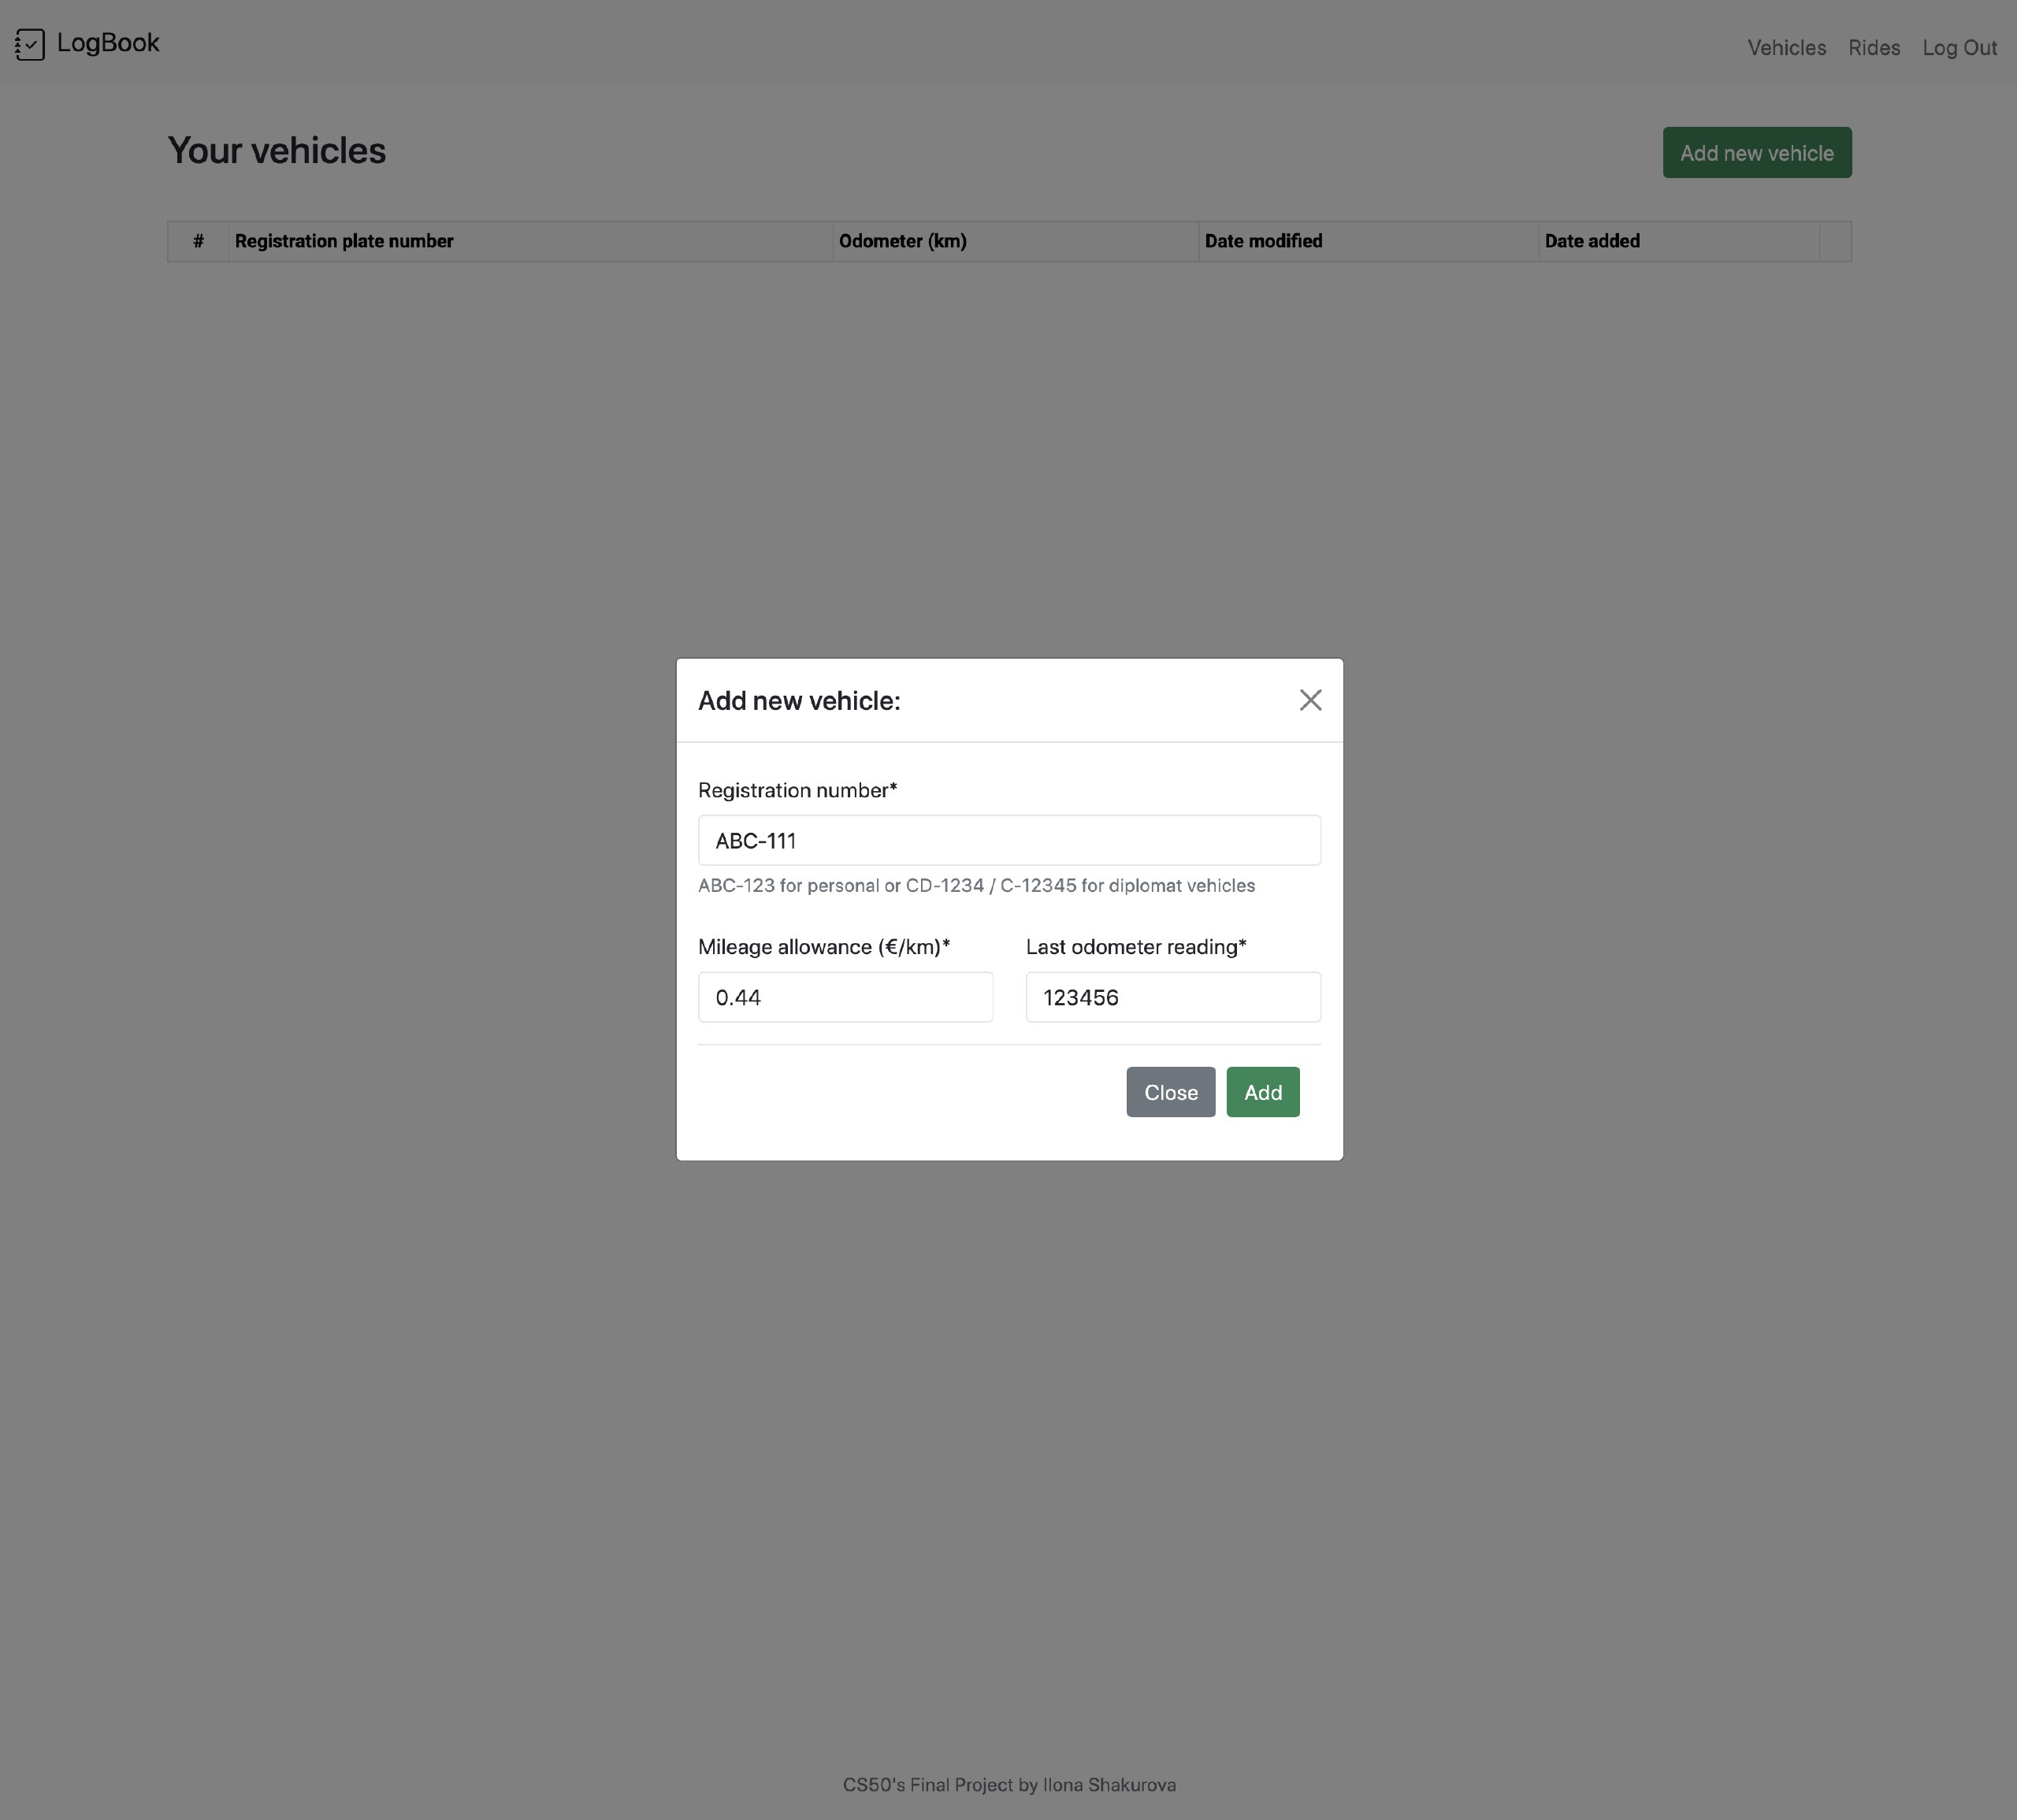 LogBook
Vehicles Rides Log Out
Your vehicles
Add new vehicle
# Registration plate number Odometer (km) Date modified Date added
Add new vehicle:
Registration number*
ABC-111
ABC-123 for personal or CD-1234 / C-12345 for diplomat vehicles
Mileage allowance (€/km)* Last odometer reading*
0.44 123456
Close Add
CS50's Final Project by Ilona Shakurova